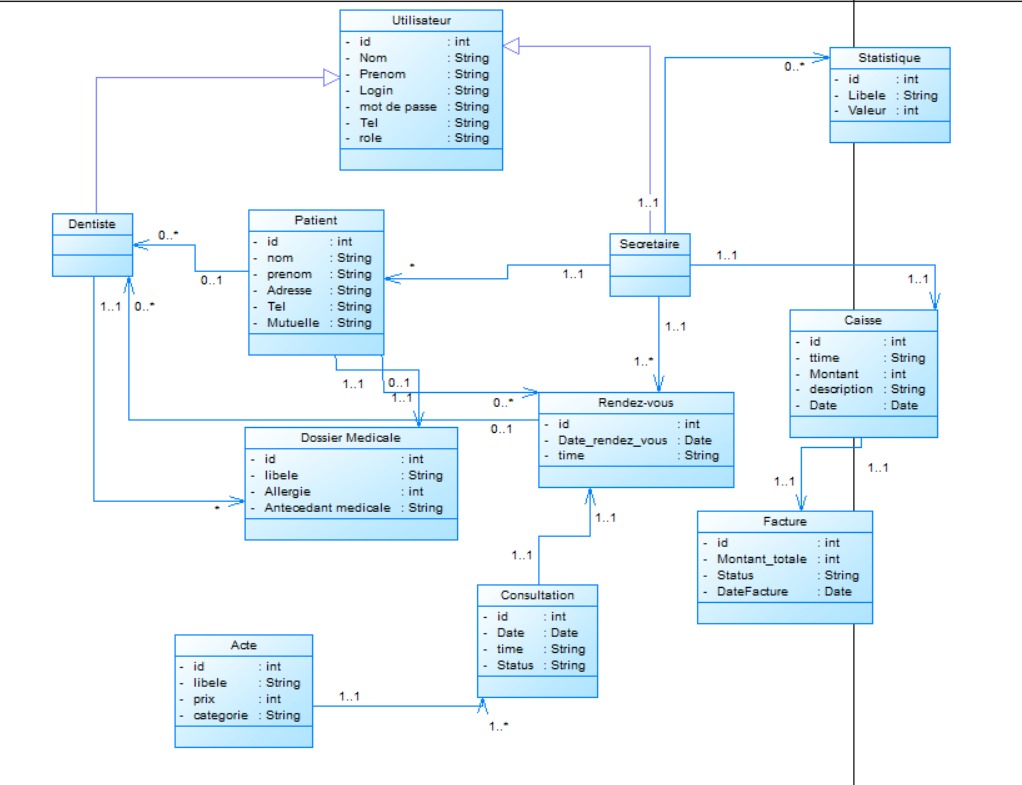 Utilisateur
- id : int
- Nom : String
- Prenom : String
- Login : String
- mot de passe : String
- Tel : String
- role : String
Statistique
- id : int
- Libele : String
- Valeur : int
0..*
1..1
Dentiste
Patient
- id : int
- nom : String
- prenom : String
- Adresse : String
- Tel : String
- Mutuelle : String
0..*
0..1
Secretaire
*
1..1
1..1
1..1
1..1
1..*
1..1
0..*
Caisse
- id : int
- ttime : String
- Montant : int
- description : String
- Date : Date
1..1
0..1
1..1
0..*
0..1
Rendez-vous
- id : int
- Date_rendez_vous : Date
- time : String
Dossier Medicale
- id : int
- libele : String
- Allergie : int
- Antecedant medicale : String
*
1..1
1..1
Facture
- id : int
- Montant_totale : int
- Status : String
- DateFacture : Date
1..1
1..1
Consultation
- id : int
- Date : Date
- time : String
- Status : String
Acte
- id : int
- libele : String
- prix : int
- categorie : String
1..1
1..*